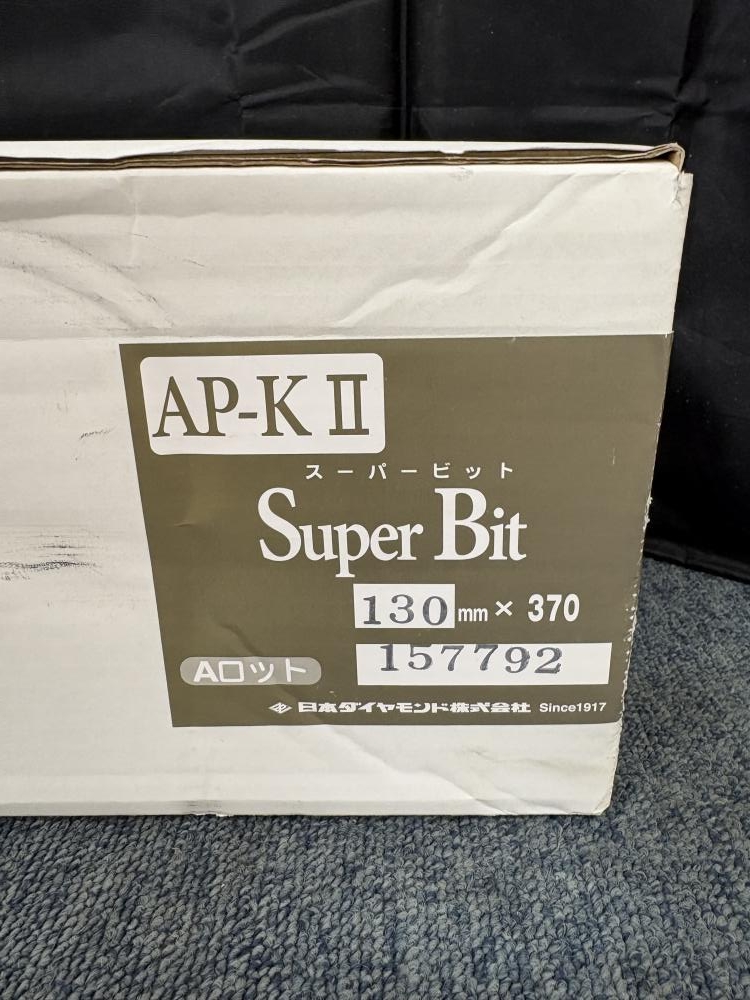 AP-K II
スーパービット
Super Bit
130mm × 370
157792
Aロット
日本ダイヤモンド株式会社 Since1917